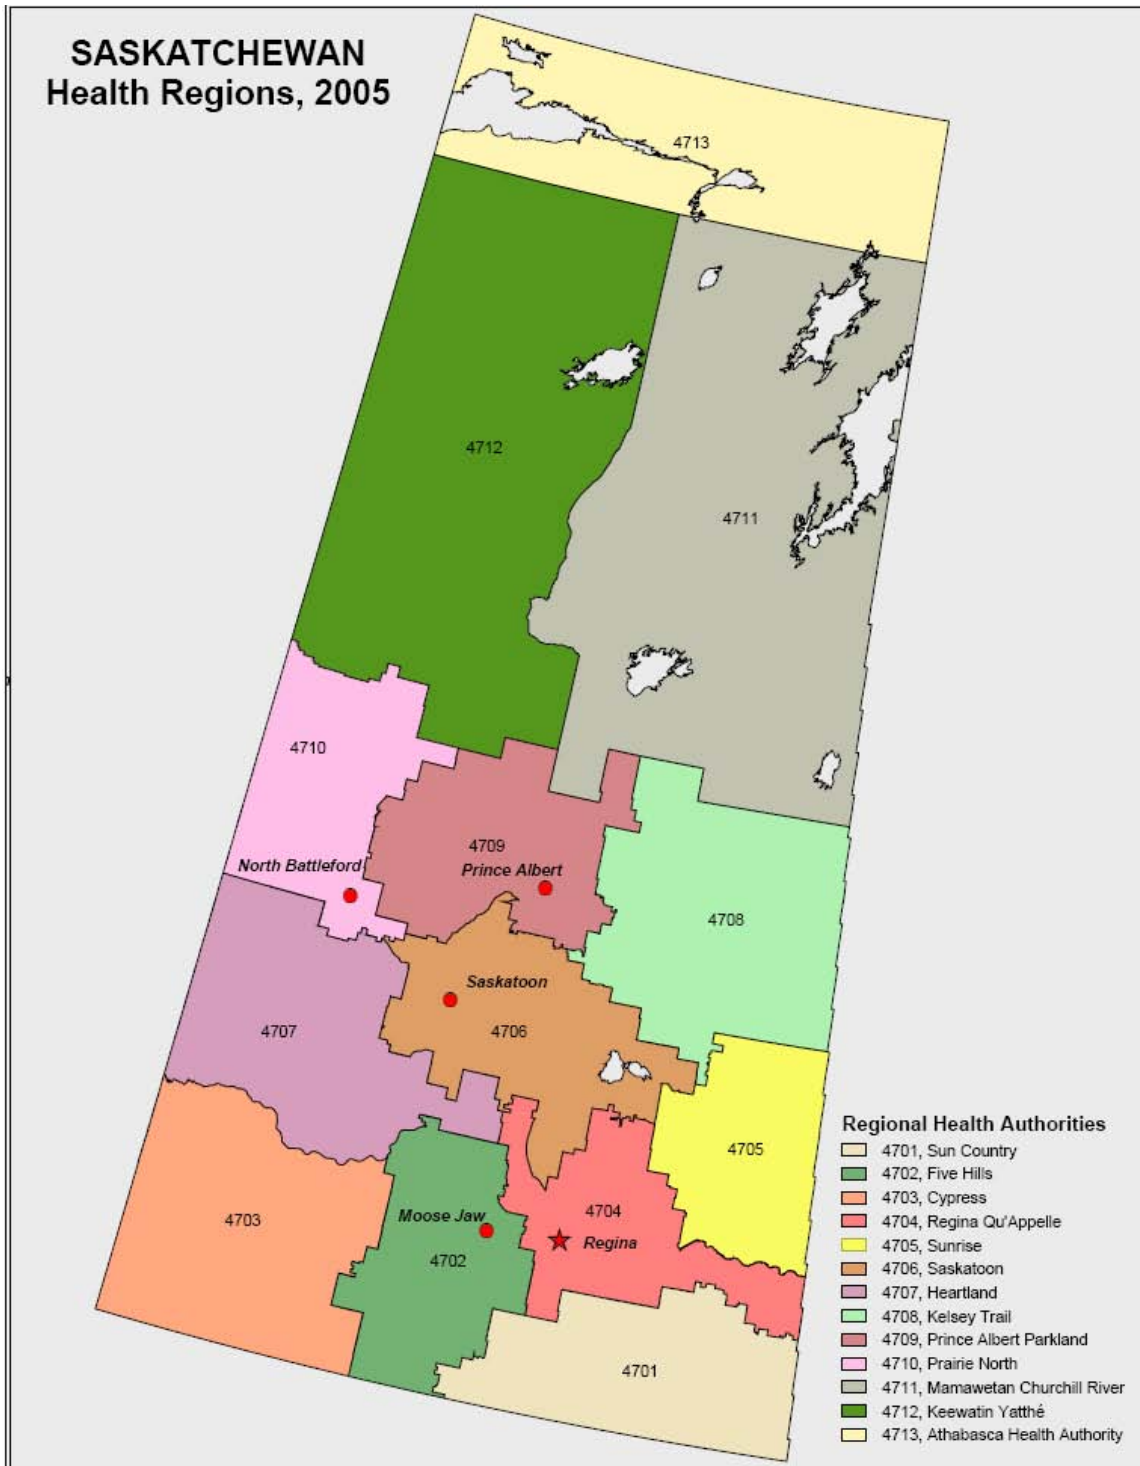 SASKATCHEWAN
Health Regions, 2005
4713
4712
4711
4710
4709
North Battleford
Prince Albert
4708
Saskatoon
4707
4706
4705
4703
Moose Jaw
4704
Regina
4702
4701
Regional Health Authorities
4701, Sun Country
4702, Five Hills
4703, Cypress
4704, Regina Qu'Appelle
4705, Sunrise
4706, Saskatoon
4707, Heartland
4708, Kelsey Trail
4709, Prince Albert Parkland
4710, Prairie North
4711, Mamawetan Churchill River
4712, Keewatin Yatthé
4713, Athabasca Health Authority